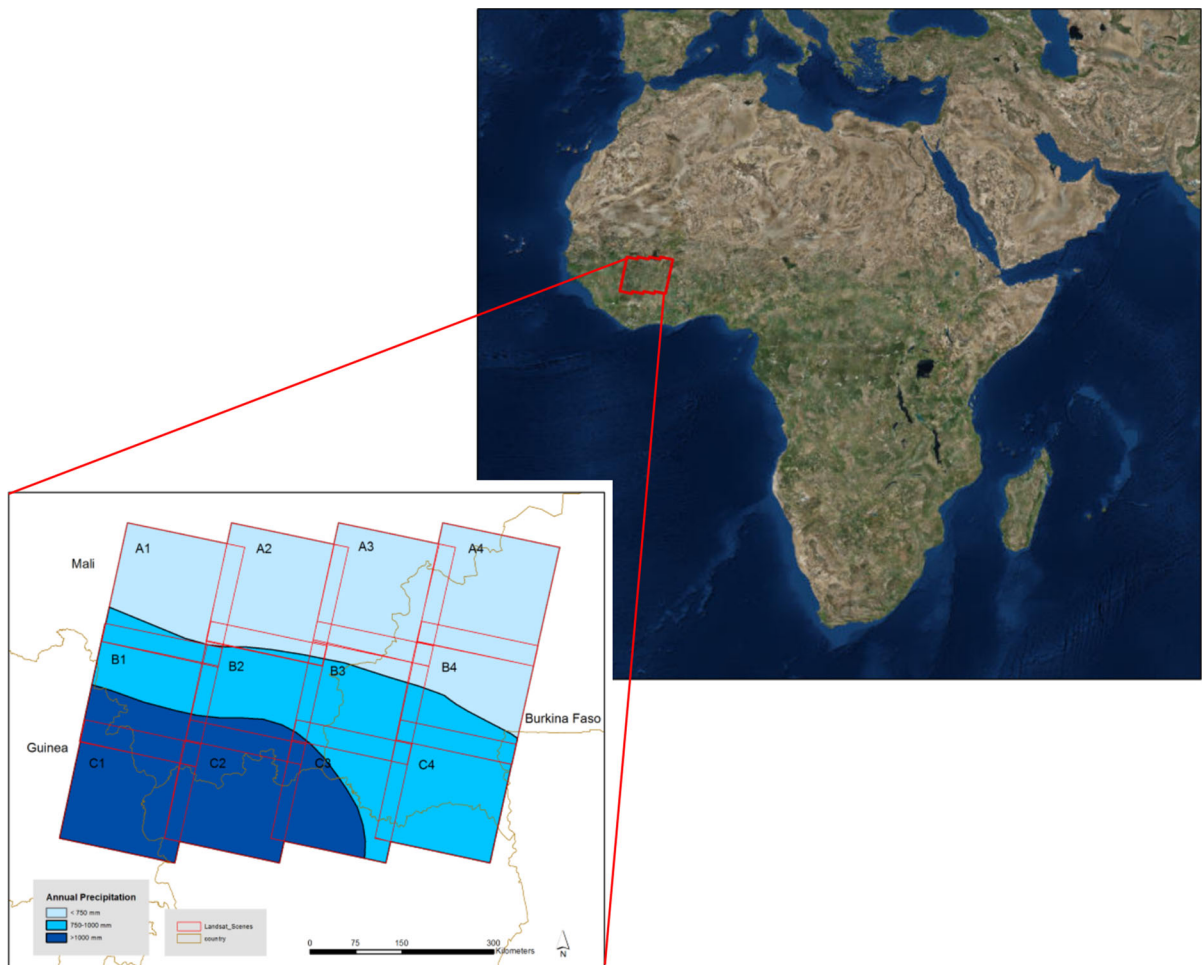 A1
A2
A3
A4
Mali
B1
B2
B3
B4
Burkina Faso
Guinea
C1
C2
C3
C4
Annual Precipitation
< 750 mm
750-1000 mm
>1000 mm
Landsat_Scenes
country
0 75 150 300
Kilometers
N